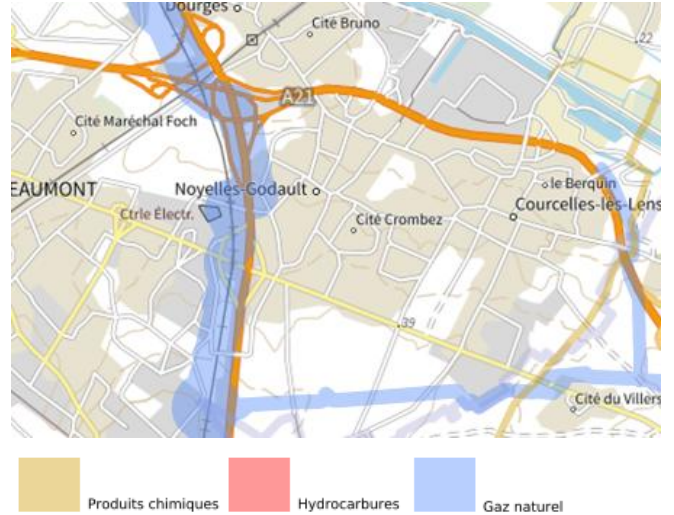 Dourges
Cité Bruno
22
A21
Cité Maréchal Foch
EAUMONT
Noyelles-Godault
le Berquin
Ctrle Électr.
Courcelles-lès-Lens
Cité Crombez
39
Cité du Villers
Produits chimiques
Hydrocarbures
Gaz naturel